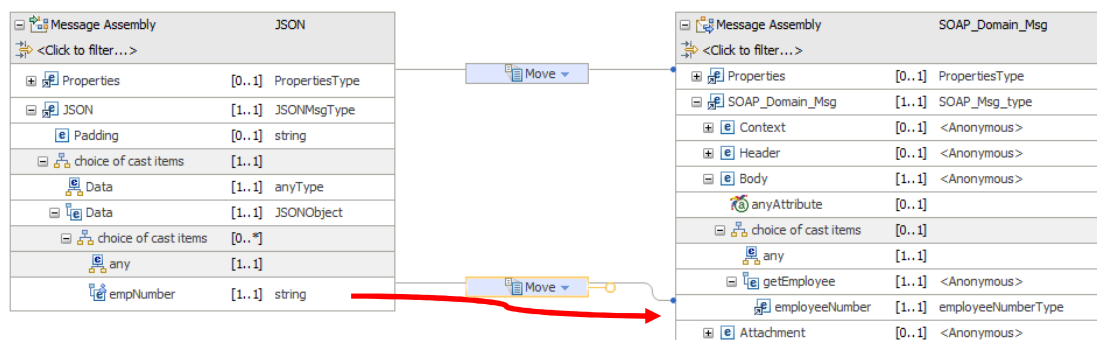 Message Assembly JSON
<Click to filter...>
Properties [0..1] PropertiesType
JSON [1..1] JSONMsgType
Padding [0..1] string
choice of cast items [1..1]
Data [1..1] anyType
Data [1..1] JSONObject
choice of cast items [0..*]
any [1..1]
empNumber [1..1] string
Move
Move
Message Assembly SOAP_Domain_Msg
<Click to filter...>
Properties [0..1] PropertiesType
SOAP_Domain_Msg [1..1] SOAP_Msg_type
Context [0..1] <Anonymous>
Header [0..1] <Anonymous>
Body [1..1] <Anonymous>
anyAttribute [0..1]
choice of cast items [0..1]
any [1..1]
getEmployee [1..1] <Anonymous>
employeeNumber [1..1] employeeNumberType
Attachment [0..1] <Anonymous>